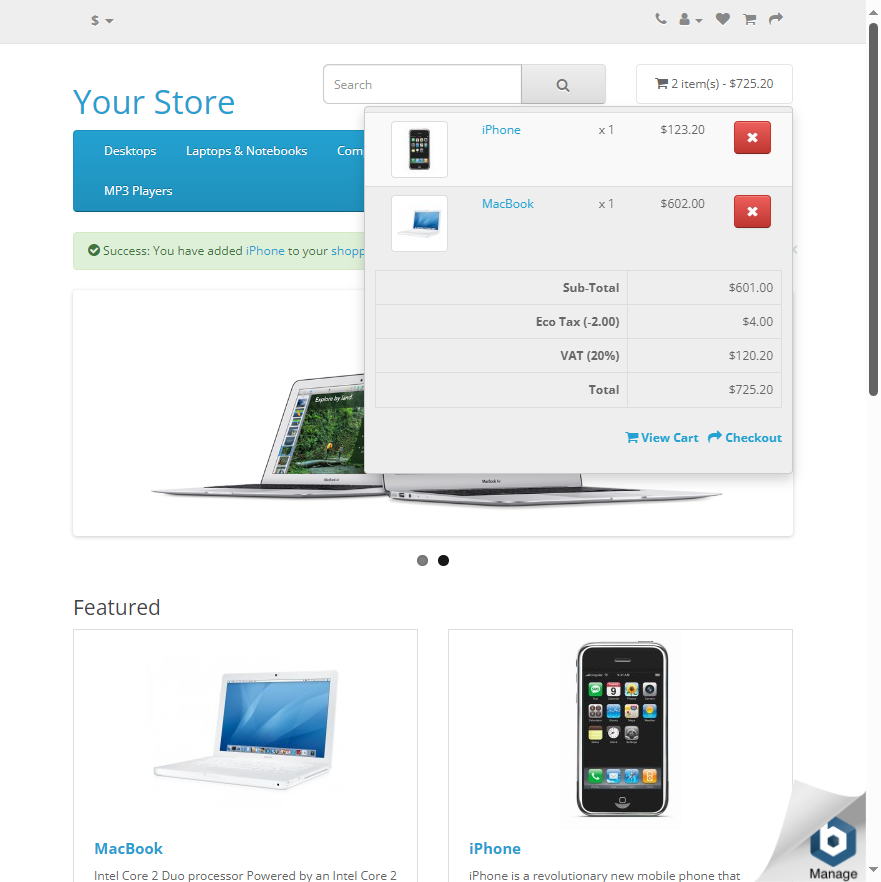 $
Search
2 item(s) - $725.20
Your Store
Desktops
Laptops & Notebooks
Com
MP3 Players
iPhone x 1 $123.20
MacBook x 1 $602.00
Success: You have added iPhone to your shopp
Sub-Total $601.00
Eco Tax (-2.00) $4.00
VAT (20%) $120.20
Total $725.20
View Cart Checkout
Explore by land.
MacBook Air
Featured
MacBook
Intel Core 2 Duo processor Powered by an Intel Core 2
iPhone
iPhone is a revolutionary new mobile phone that
Manage